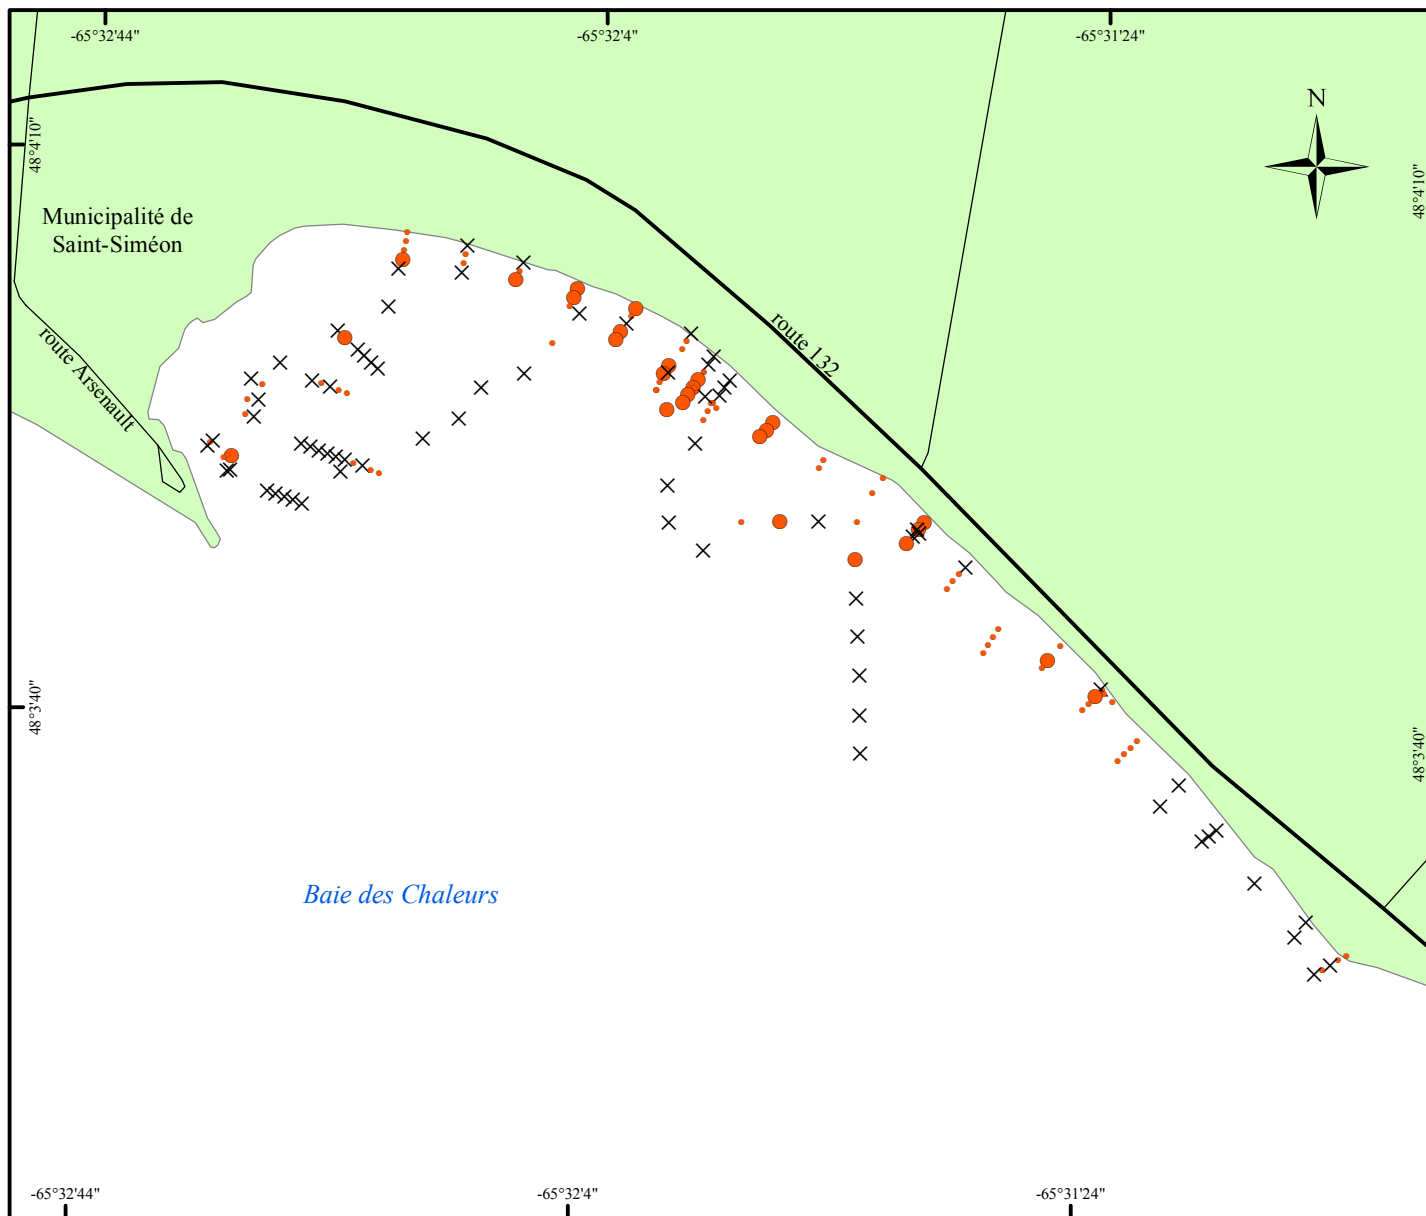 -65°32'44"
-65°32'4"
-65°31'24"
N
48°4'10"
48°4'10"
Municipalité de
Saint-Siméon
route 132
route Arsenault
48°3'40"
48°3'40"
Baie des Chaleurs
-65°32'44"
-65°32'4"
-65°31'24"